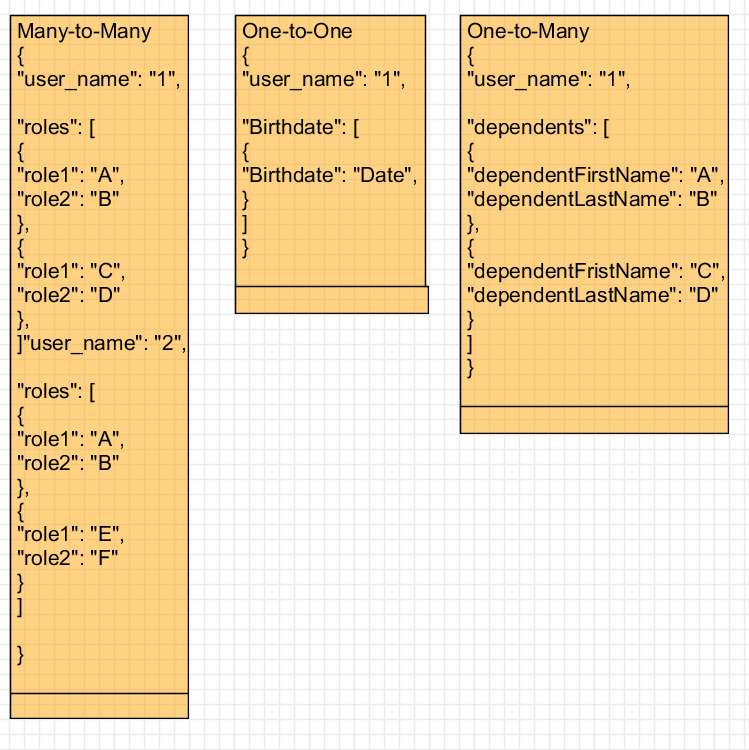 Many-to-Many
{
"user_name": "1",
"roles": [
{
"role1": "A",
"role2": "B"
},
{
"role1": "C",
"role2": "D"
},
]"user_name": "2",
"roles": [
{
"role1": "A",
"role2": "B"
},
{
"role1": "E",
"role2": "F"
}
]
}
One-to-One
{
"user_name": "1",
"Birthdate": [
{
"Birthdate": "Date",
}
]
}
One-to-Many
{
"user_name": "1",
"dependents": [
{
"dependentFirstName": "A",
"dependentLastName": "B"
},
{
"dependentFristName": "C",
"dependentLastName": "D"
}
]
}